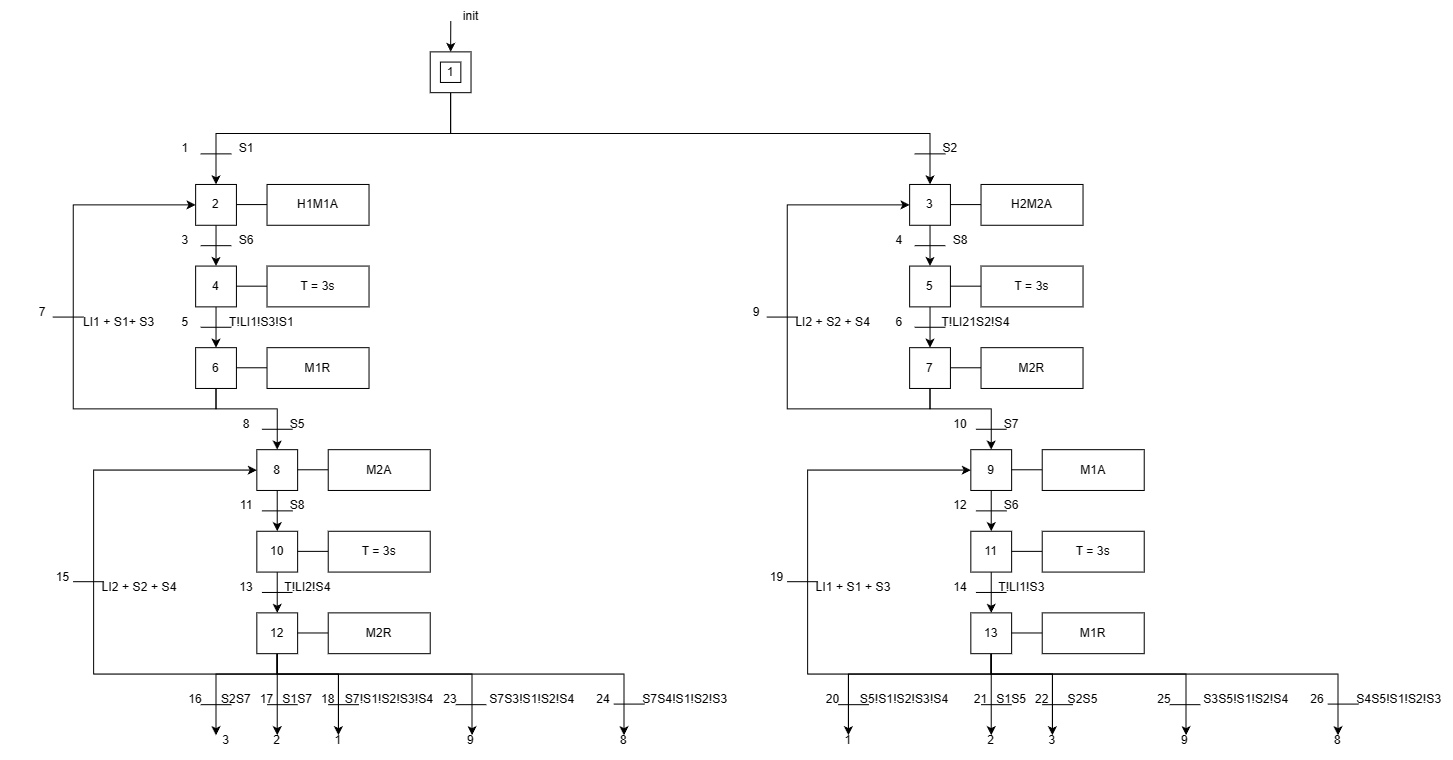 init
1
1 S1
S2
2 H1M1A
3 H2M2A
3 S6
4 S8
4 T = 3s
5 T = 3s
7 LI1 + S1+ S3
5 T!LI1!S3!S1
9 LI2 + S2 + S4
6 T!LI21S2!S4
6 M1R
7 M2R
8 S5
10 S7
8 M2A
9 M1A
11 S8
12 S6
10 T = 3s
11 T = 3s
15 LI2 + S2 + S4
13 T!LI2!S4
19 LI1 + S1 + S3
14 T!LI1!S3
12 M2R
13 M1R
16 S2S7 17 S1S7 18 S7!S1!S2!S3!S4 23 S7S3!S1!S2!S4 24 S7S4!S1!S2!S3
20 S5!S1!S2!S3!S4 21 S1S5 22 S2S5 25 S3S5!S1!S2!S4 26 S4S5!S1!S2!S3
3 2 1 9 8
1 2 3 9 8